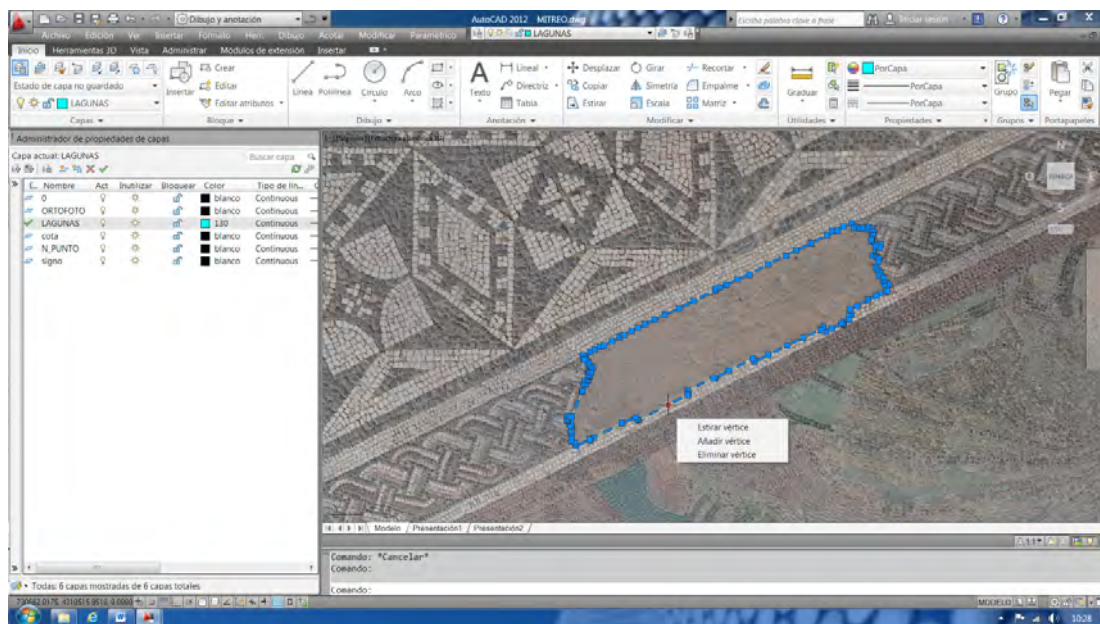 Dibujo y anotación
AutoCAD 2012 MITREO.dwg
Escriba palabra clave o frase
Iniciar sesión
Archivo Edición Ver Insertar Formato Herr. Dibujo Acotar Modificar Paramétrico
LAGUNAS
Inicio Herramientas 3D Vista Administrar Módulos de extensión Insertar
Estado de capa no guardado
LAGUNAS
Capas
Insertar
Crear
Editar
Editar atributos
Bloque
Línea Polilínea Círculo Arco
Dibujo
Texto
Lineal
Directriz
Tabla
Anotación
Desplazar Girar Recortar
Copiar Simetría Empalme
Estirar Escala Matriz
Modificar
Graduar
Utilidades
PorCapa
PorCapa
PorCapa
Propiedades
Grupo
Grupos
Pegar
Portapapeles
Administrador de propiedades de capas
Capa actual: LAGUNAS
Buscar capa
E... Nombre Act Inutilizar Bloquear Color Tipo de lín...
0 blanco Continuous
ORTOFOTO blanco Continuous
LAGUNAS 130 Continuous
cota blanco Continuous
N_PUNTO blanco Continuous
signo blanco Continuous
Estirar vértice
Añadir vértice
Eliminar vértice
Modelo Presentación1 Presentación2
Comando: *Cancelar*
Comando:
Comando:
Todas: 6 capas mostradas de 6 capas totales
MODELO
10:28